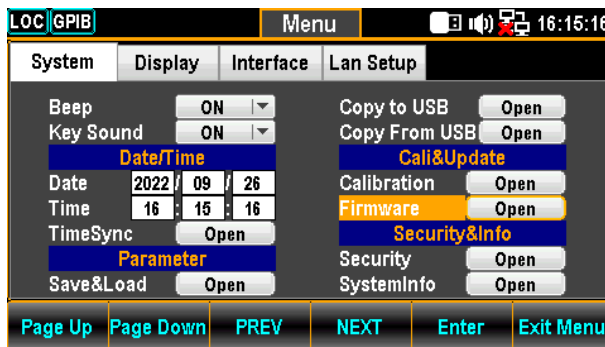 LOC GPIB Menu 16:15:16
System Display Interface Lan Setup
Beep ON Copy to USB Open
Key Sound ON Copy From USB Open
Date/Time Cali&Update
Date 2022 / 09 / 26 Calibration Open
Time 16 : 15 : 16 Firmware Open
TimeSync Open Security&Info
Parameter Security Open
Save&Load Open SystemInfo Open
Page Up Page Down PREV NEXT Enter Exit Menu